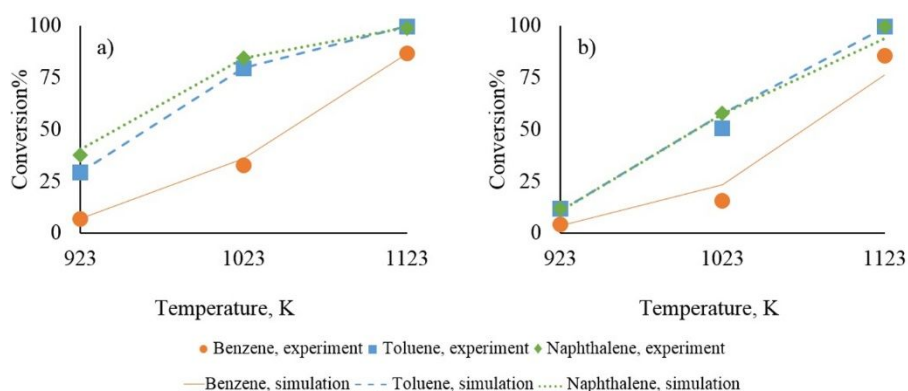 a)
Conversion%
100
75
50
25
0
923 1023 1123
Temperature, K
b)
Conversion%
100
75
50
25
0
923 1023 1123
Temperature, K
Benzene, experiment Toluene, experiment Naphthalene, experiment
Benzene, simulation Toluene, simulation Naphthalene, simulation